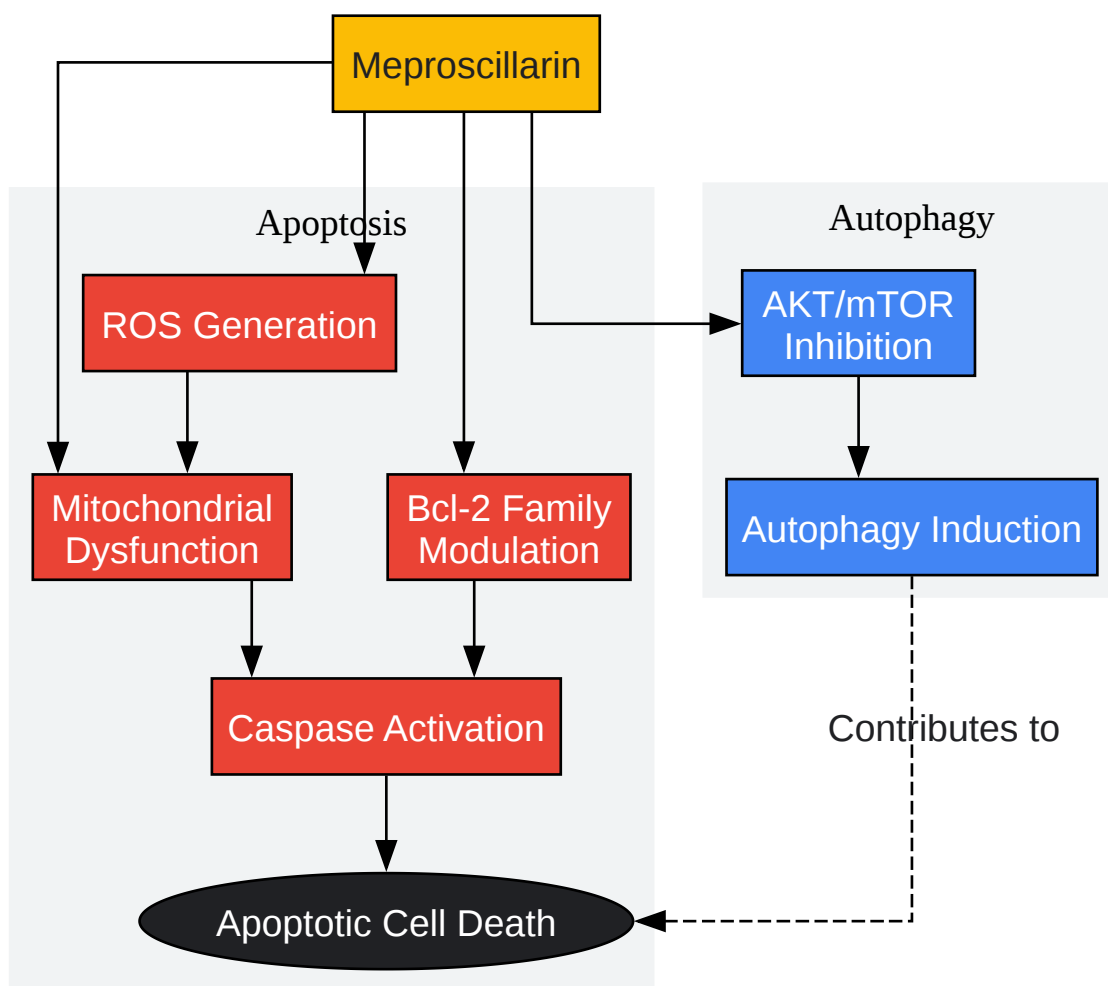 Meproscillarin
Apoptosis
Autophagy
ROS Generation
AKT/mTOR
Inhibition
Mitochondrial
Dysfunction
Bcl-2 Family
Modulation
Autophagy Induction
Caspase Activation
Contributes to
Apoptotic Cell Death